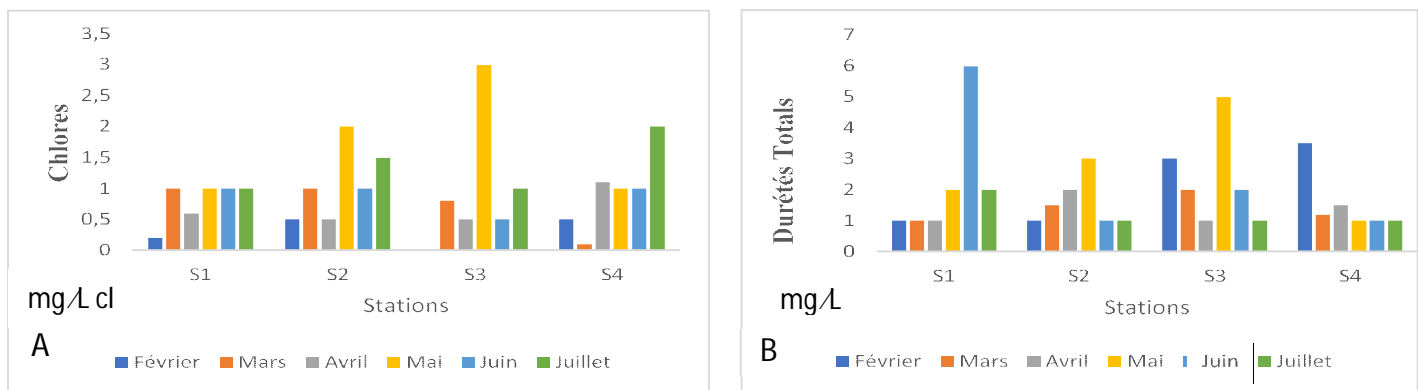 3,5
3
2,5
2
1,5
1
0,5
0
Chlores
S1 S2 S3 S4
mg/L cl
Stations
A
Février Mars Avril Mai Juin Juillet
7
6
5
4
3
2
1
0
Durétés Totals
S1 S2 S3 S4
mg/L
Stations
B
Février Mars Avril Mai Juin Juillet